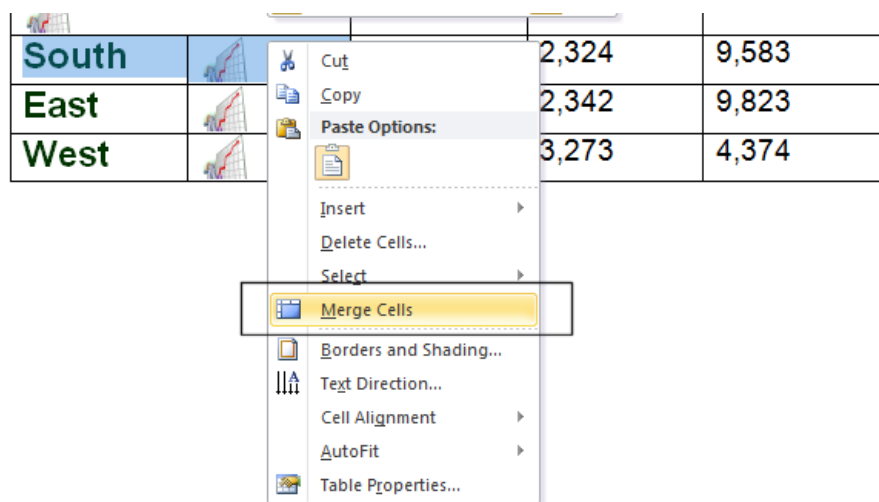 South 2,324 9,583
East 2,342 9,823
West 3,273 4,374
Cut
Copy
Paste Options:
Insert
Delete Cells...
Select
Merge Cells
Borders and Shading...
Text Direction...
Cell Alignment
AutoFit
Table Properties...